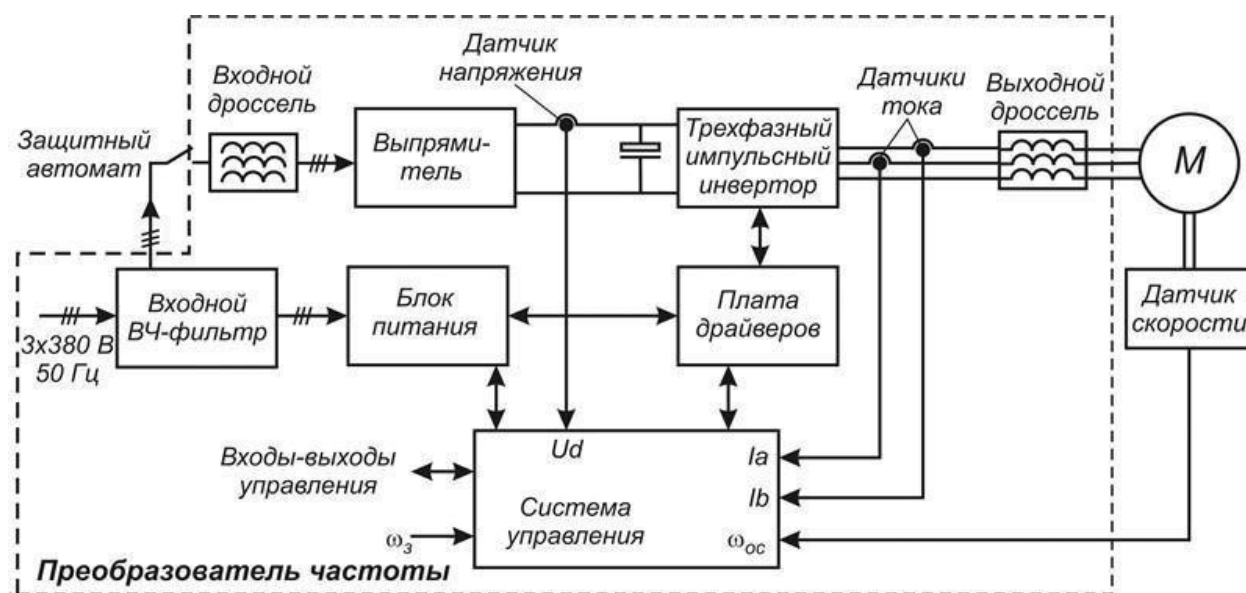 Датчик
напряжения
Входной
дроссель
Датчики
тока
Выходной
дроссель
Защитный
автомат
Выпрями-
тель
Трехфазный
импульсный
инвертор
М
Входной
ВЧ-фильтр
Блок
питания
Плата
драйверов
Датчик
скорости
3х380 В
50 Гц
Ud
Ia
Ib
Входы-выходы
управления
Система
управления
ωз
ωос
Преобразователь частоты